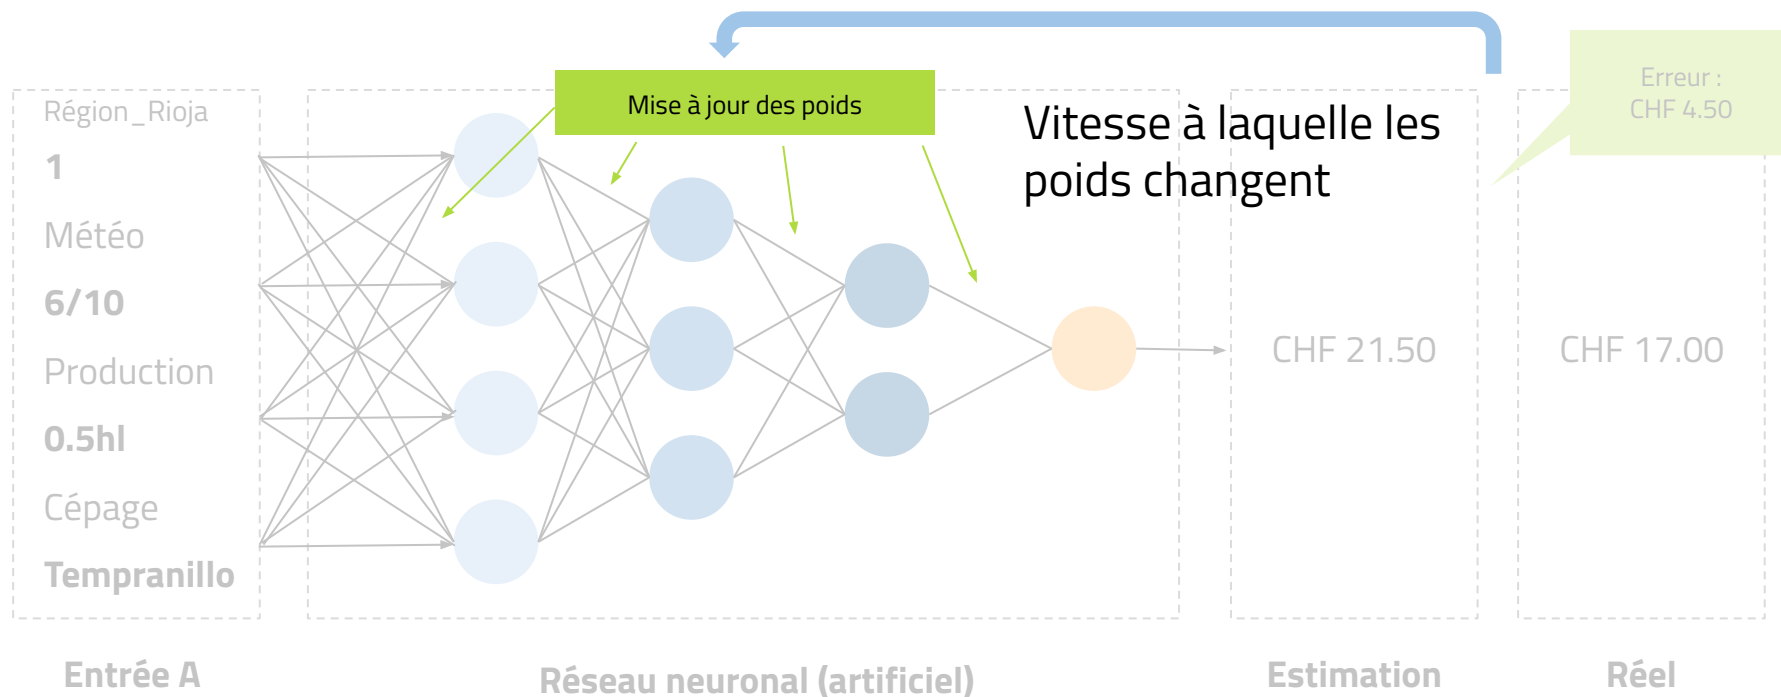 Mise à jour des poids
Vitesse à laquelle les
poids changent
Erreur :
CHF 4.50
Région_Rioja
1
Météo
6/10
Production
0.5hl
Cépage
Tempranillo
CHF 21.50
CHF 17.00
Entrée A
Réseau neuronal (artificiel)
Estimation
Réel